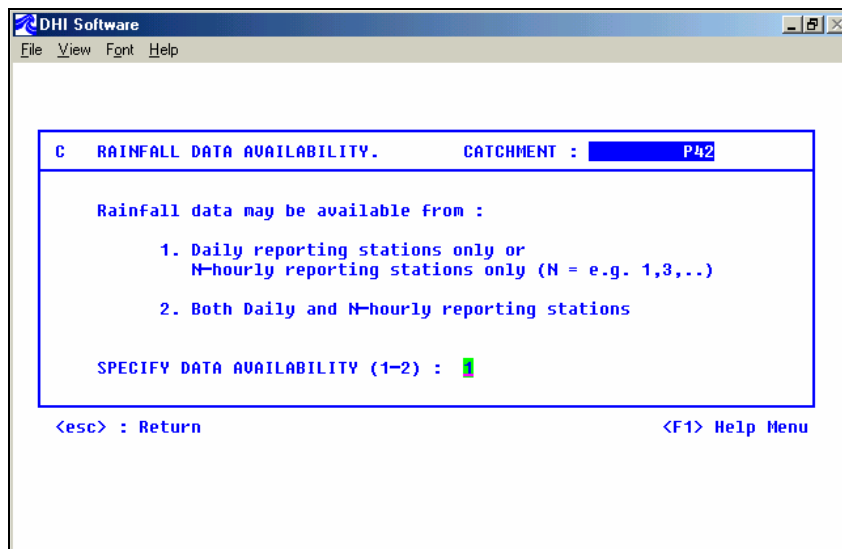 DHI Software
File View Font Help
C RAINFALL DATA AVAILABILITY. CATCHMENT : P42
Rainfall data may be available from :
1. Daily reporting stations only or
N-hourly reporting stations only (N = e.g. 1,3,..)
2. Both Daily and N-hourly reporting stations
SPECIFY DATA AVAILABILITY (1-2) : 1
<esc> : Return <F1> Help Menu